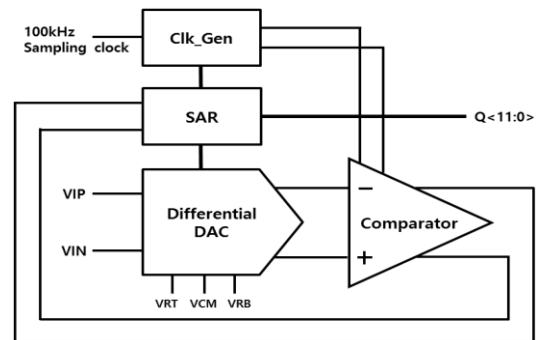 100kHz
Sampling clock
Clk_Gen
SAR
Q<11:0>
VIP
VIN
Differential
DAC
−
+
Comparator
VRT VCM VRB